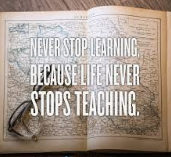 NEVER STOP LEARNING,
BECAUSE LIFE NEVER
STOPS TEACHING.